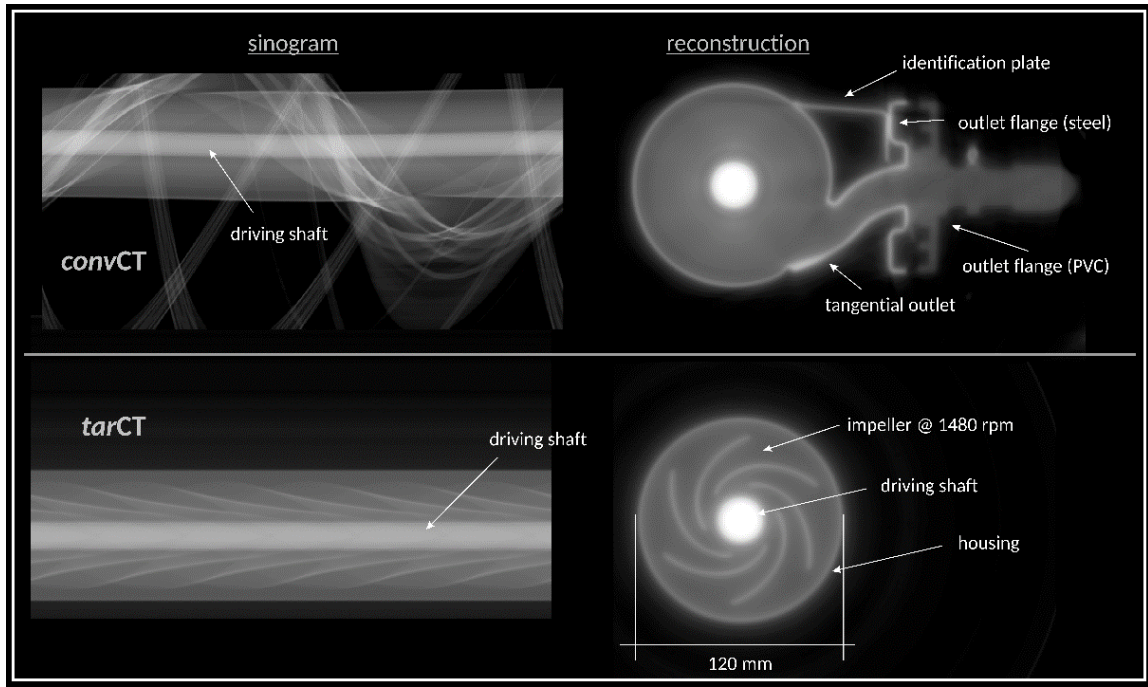 sinogram
reconstruction
identification plate
outlet flange (steel)
driving shaft
convCT
outlet flange (PVC)
tangential outlet
tarCT
driving shaft
impeller @ 1480 rpm
driving shaft
housing
120 mm